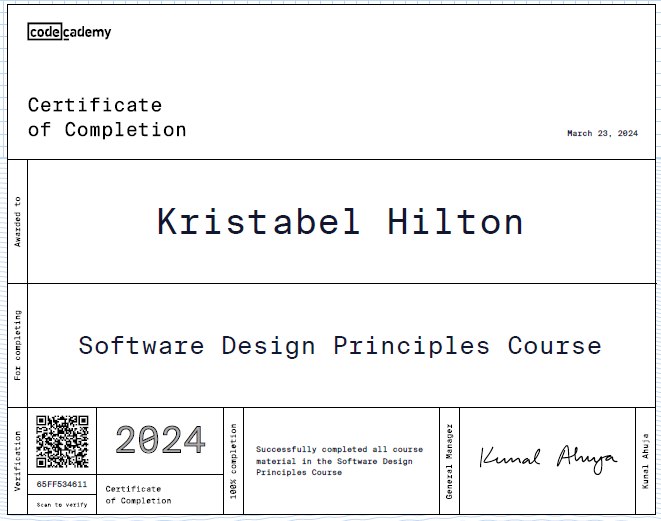 codecademy
Certificate
of Completion
March 23, 2024
Awarded to
Kristabel Hilton
For completing
Software Design Principles Course
Verification
65FF534611
Scan to verify
2024
Certificate
of Completion
100% completion
Successfully completed all course
material in the Software Design
Principles Course
General Manager
Kunal Ahuja
Kunal Ahuja